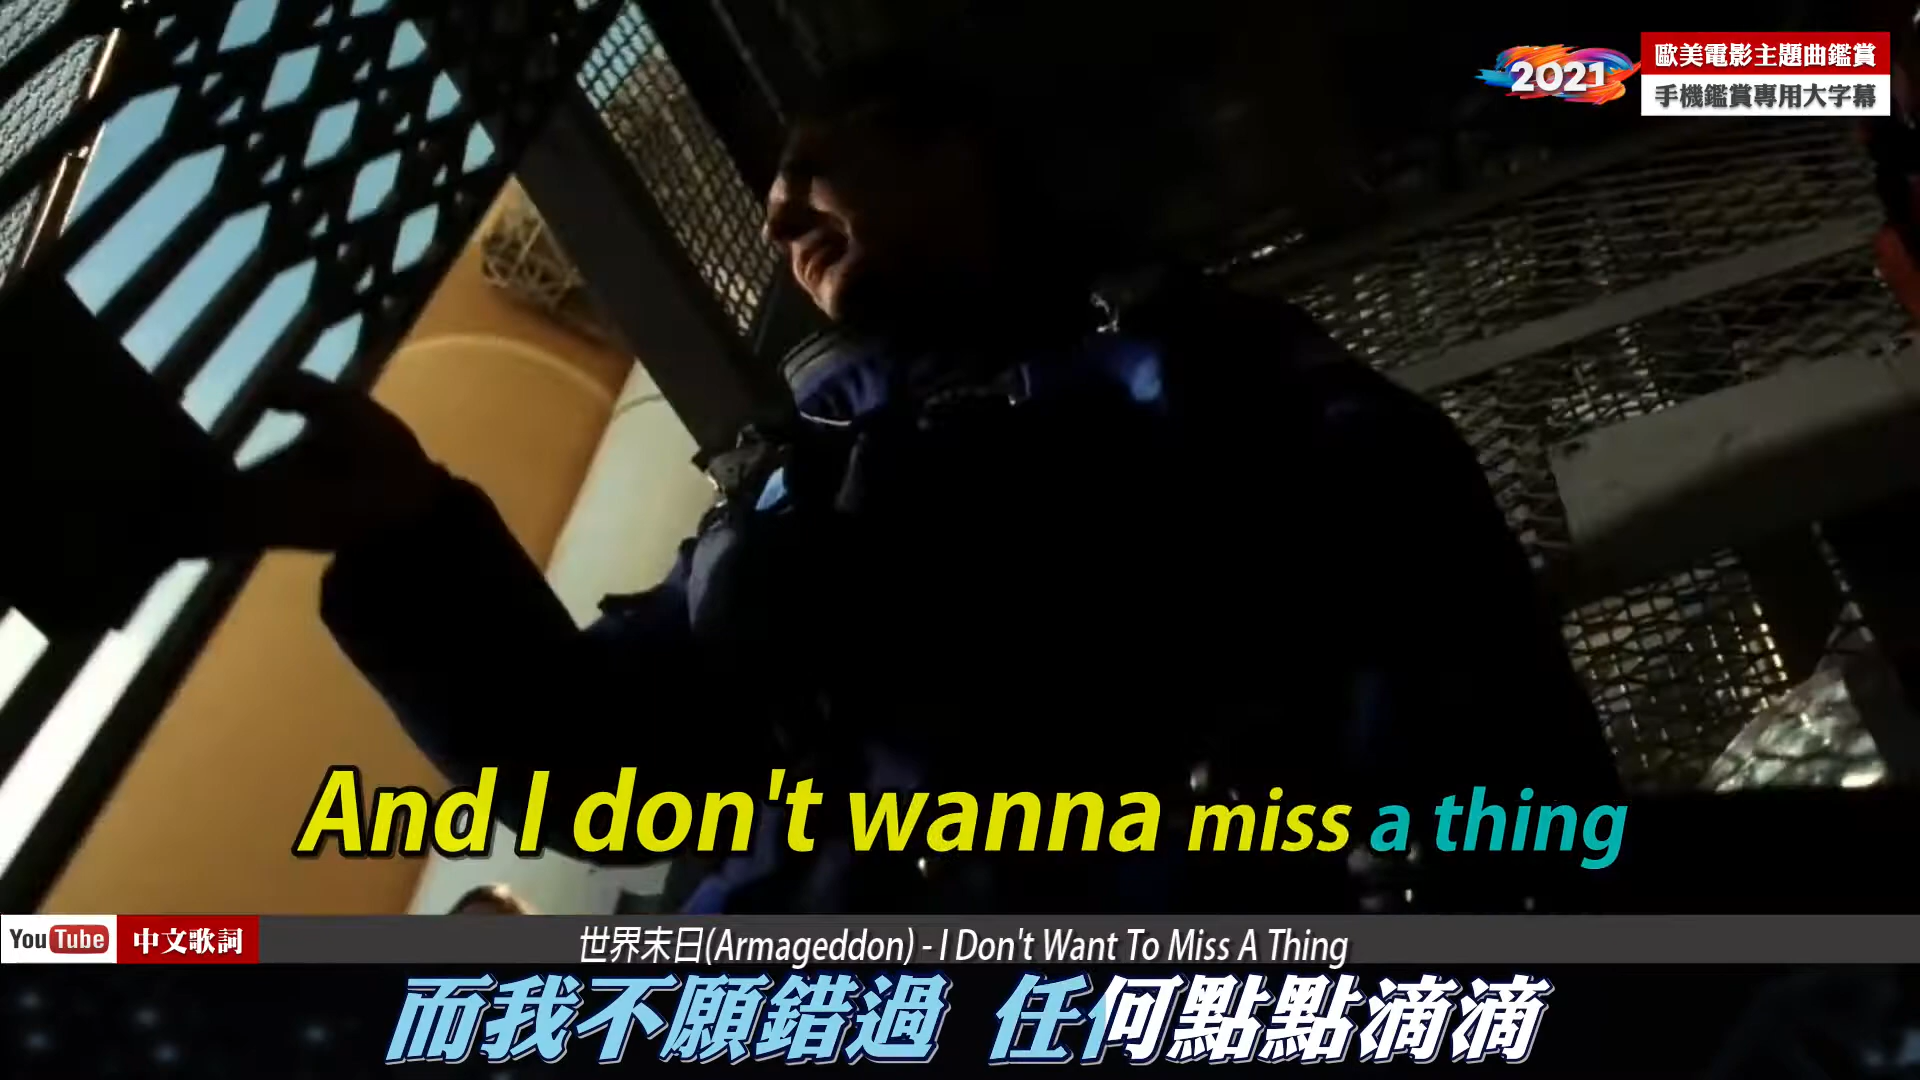 2021
歐美電影主題曲鑑賞
手機鑑賞專用大字幕
And I don't wanna miss a thing
YouTube 中文歌詞
世界末日(Armageddon) - I Don't Want To Miss A Thing
而我不願錯過 任何點點滴滴